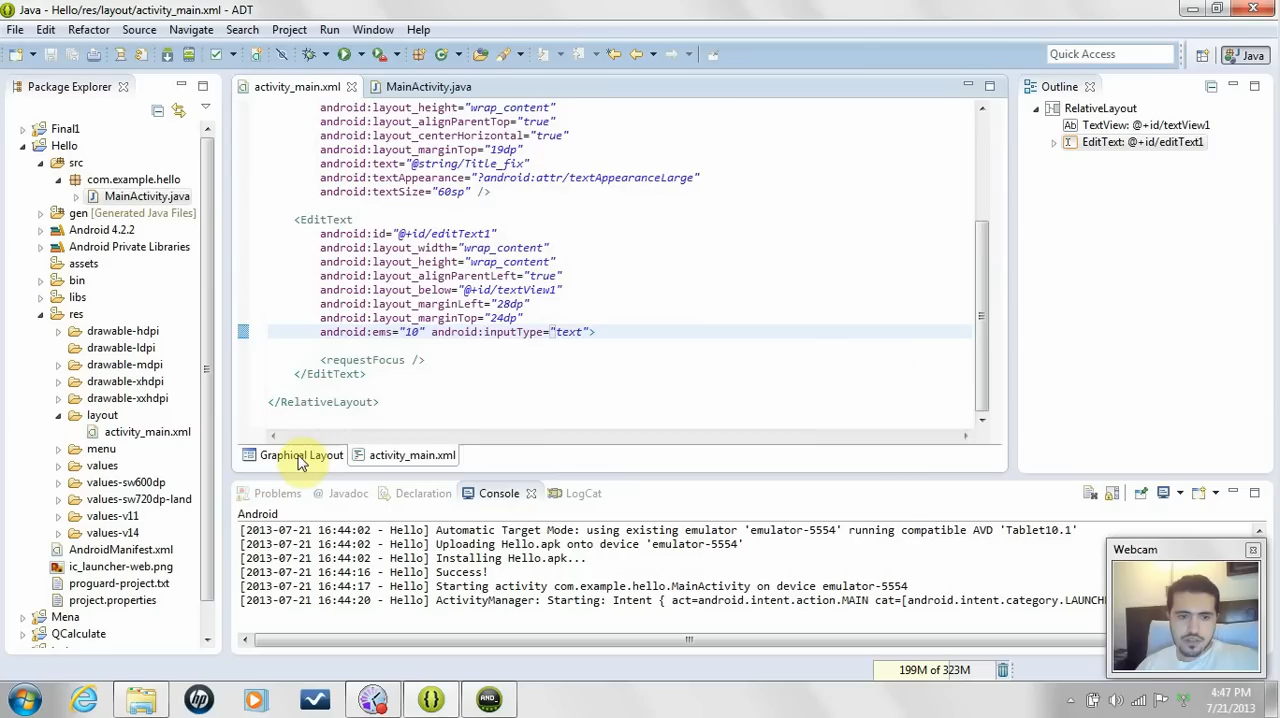 Java - Hello/res/layout/activity_main.xml - ADT
File Edit Refactor Source Navigate Search Project Run Window Help
Quick Access
Java
Package Explorer
Final1
Hello
src
com.example.hello
MainActivity.java
gen [Generated Java Files]
Android 4.2.2
Android Private Libraries
assets
bin
libs
res
drawable-hdpi
drawable-ldpi
drawable-mdpi
drawable-xhdpi
drawable-xxhdpi
layout
activity_main.xml
menu
values
values-sw600dp
values-sw720dp-land
values-v11
values-v14
AndroidManifest.xml
ic_launcher-web.png
proguard-project.txt
project.properties
Mena
QCalculate
activity_main.xml MainActivity.java
android:layout_height="wrap_content"
android:layout_alignParentTop="true"
android:layout_centerHorizontal="true"
android:layout_marginTop="19dp"
android:text="@string/Title_fix"
android:textAppearance="?android:attr/textAppearanceLarge"
android:textSize="60sp" />
<EditText
android:id="@+id/editText1"
android:layout_width="wrap_content"
android:layout_height="wrap_content"
android:layout_alignParentLeft="true"
android:layout_below="@+id/textView1"
android:layout_marginLeft="28dp"
android:layout_marginTop="24dp"
android:ems="10" android:inputType="text">
<requestFocus />
</EditText>
</RelativeLayout>
Graphical Layout activity_main.xml
Outline
RelativeLayout
Ab TextView: @+id/textView1
EditText: @+id/editText1
Problems @ Javadoc Declaration Console LogCat
Android
[2013-07-21 16:44:02 - Hello] Automatic Target Mode: using existing emulator 'emulator-5554' running compatible AVD 'Tablet10.1'
[2013-07-21 16:44:02 - Hello] Uploading Hello.apk onto device 'emulator-5554'
[2013-07-21 16:44:02 - Hello] Installing Hello.apk...
[2013-07-21 16:44:16 - Hello] Success!
[2013-07-21 16:44:17 - Hello] Starting activity com.example.hello.MainActivity on device emulator-5554
[2013-07-21 16:44:20 - Hello] ActivityManager: Starting: Intent { act=android.intent.action.MAIN cat=[android.intent.category.LAUNCHE
Webcam
199M of 323M
hp
AND
4:47 PM
7/21/2013